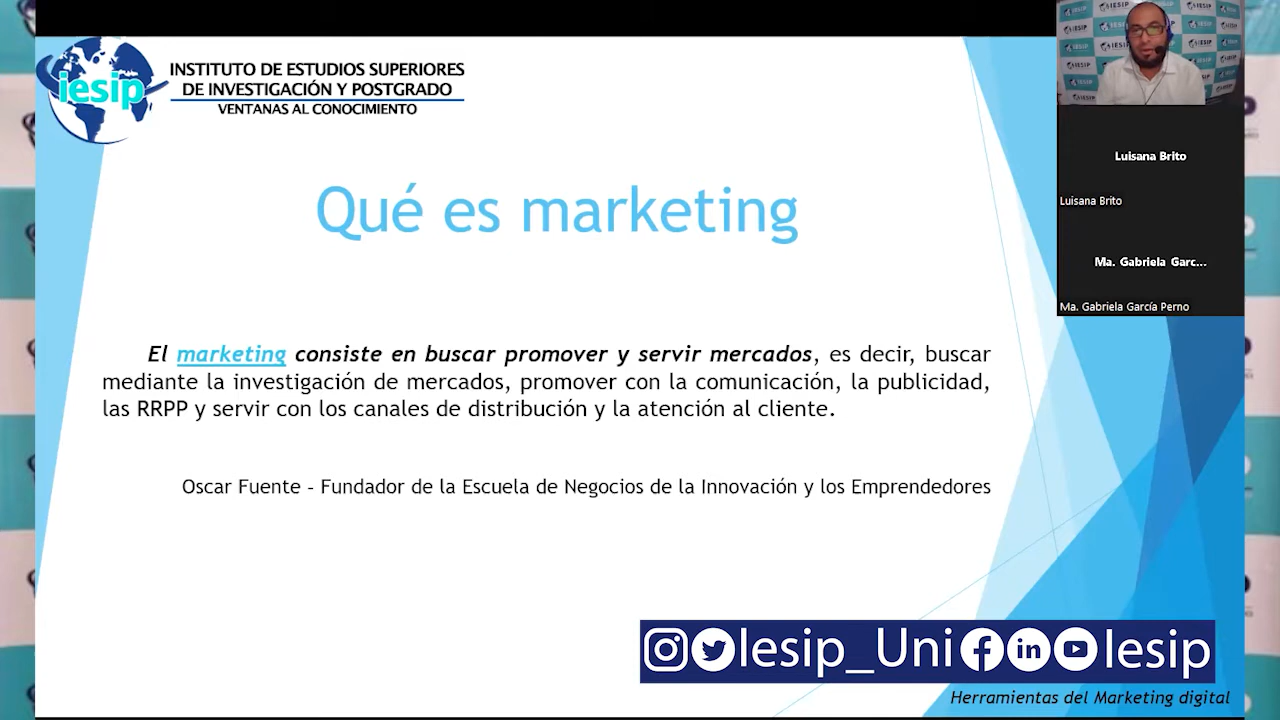 iesip
INSTITUTO DE ESTUDIOS SUPERIORES
DE INVESTIGACIÓN Y POSTGRADO
VENTANAS AL CONOCIMIENTO
Luisana Brito
Luisana Brito
Ma. Gabriela Garc...
Ma. Gabriela García Perno
Qué es marketing
El marketing consiste en buscar promover y servir mercados, es decir, buscar
mediante la investigación de mercados, promover con la comunicación, la publicidad,
las RRPP y servir con los canales de distribución y la atención al cliente.
Oscar Fuente – Fundador de la Escuela de Negocios de la Innovación y los Emprendedores
Iesip_Uni in Iesip
Herramientas del Marketing digital